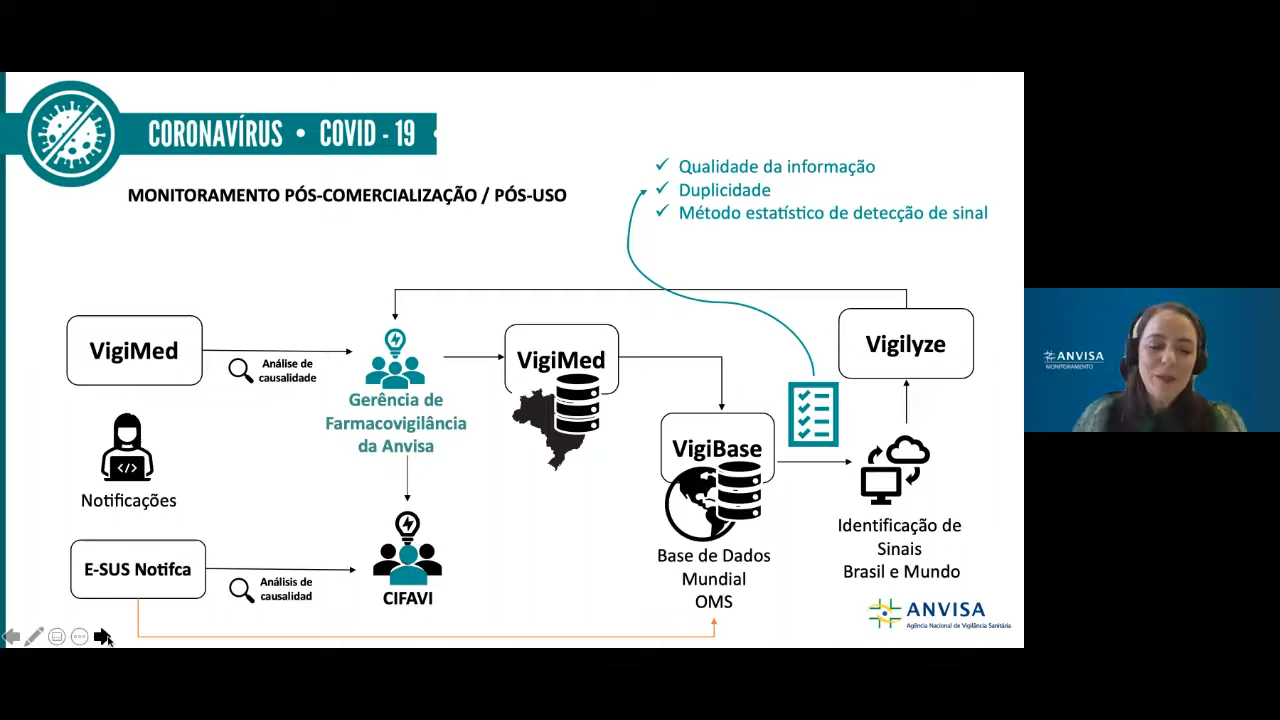 CORONAVÍRUS • COVID - 19
MONITORAMENTO PÓS-COMERCIALIZAÇÃO / PÓS-USO
✓ Qualidade da informação
✓ Duplicidade
✓ Método estatístico de detecção de sinal
VigiMed
Análise de
causalidade
Gerência de
Farmacovigilância
da Anvisa
VigiMed
VigiBase
Vigilyze
Notificações
E-SUS Notifca
Análisis de
causalidad
CIFAVI
Base de Dados
Mundial
OMS
Identificação de
Sinais
Brasil e Mundo
ANVISA
Agência Nacional de Vigilância Sanitária
ANVISA
MONITORAMENTO